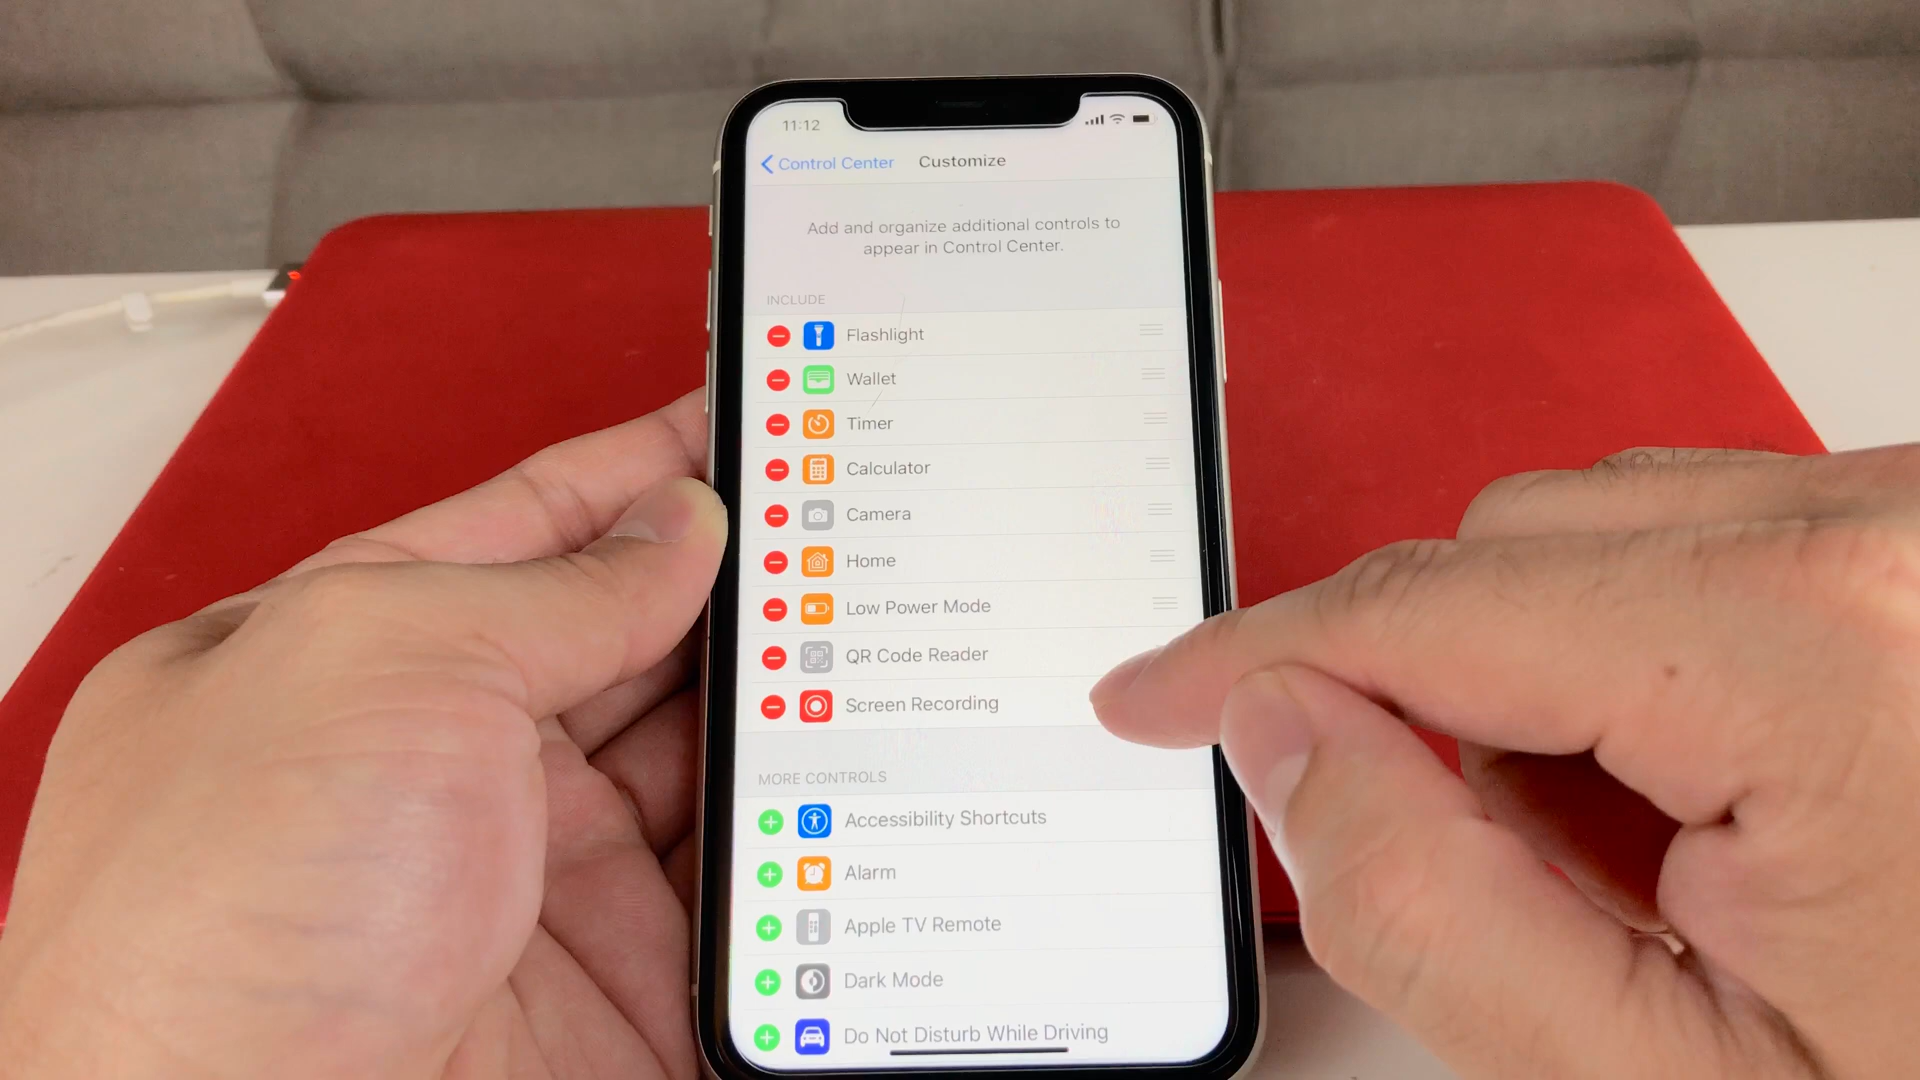 11:12
Control Center Customize
Add and organize additional controls to
appear in Control Center.
INCLUDE
Flashlight
Wallet
Timer
Calculator
Camera
Home
Low Power Mode
QR Code Reader
Screen Recording
MORE CONTROLS
Accessibility Shortcuts
Alarm
Apple TV Remote
Dark Mode
Do Not Disturb While Driving